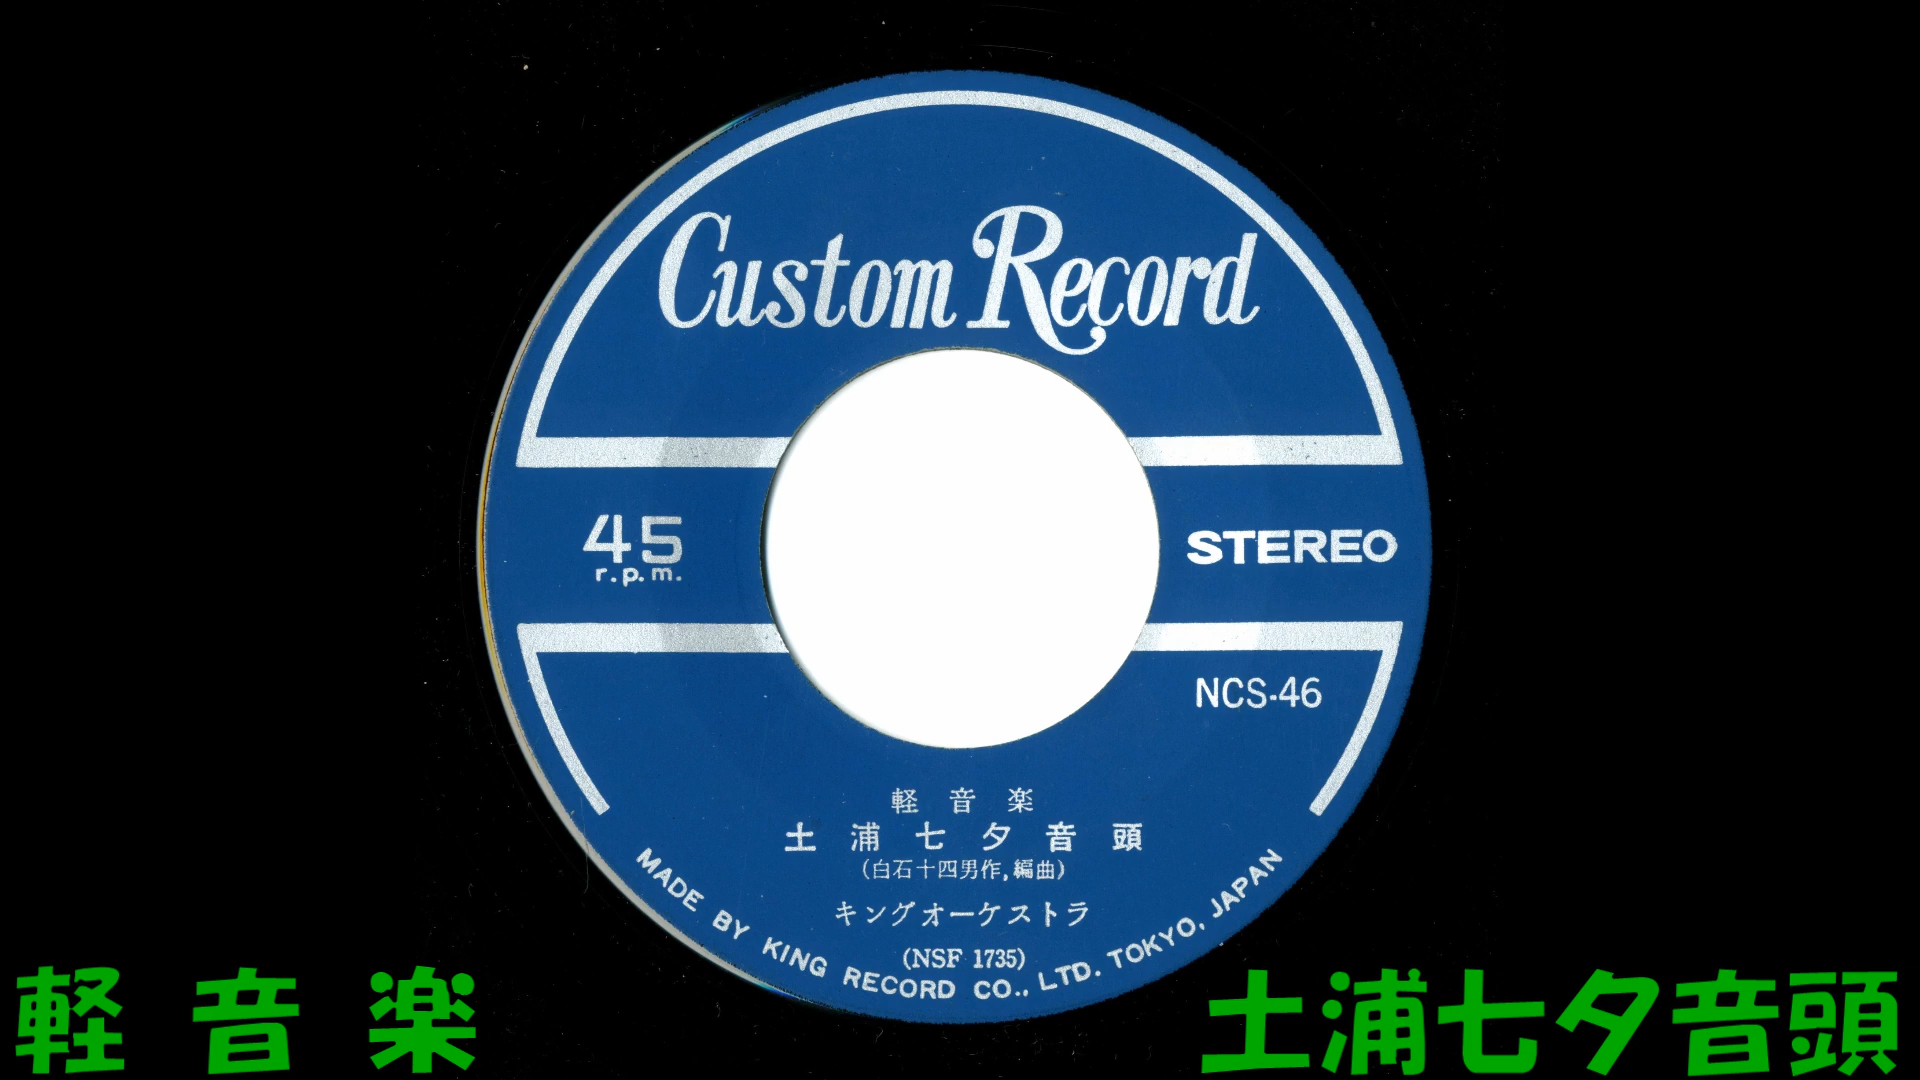 Custom Record
45
r.p.m.
STEREO
NCS-46
軽音楽
土浦七夕音頭
(白石十四男作,編曲)
キングオーケストラ
(NSF 1735)
MADE BY KING RECORD CO., LTD. TOKYO, JAPAN
軽音楽
土浦七夕音頭